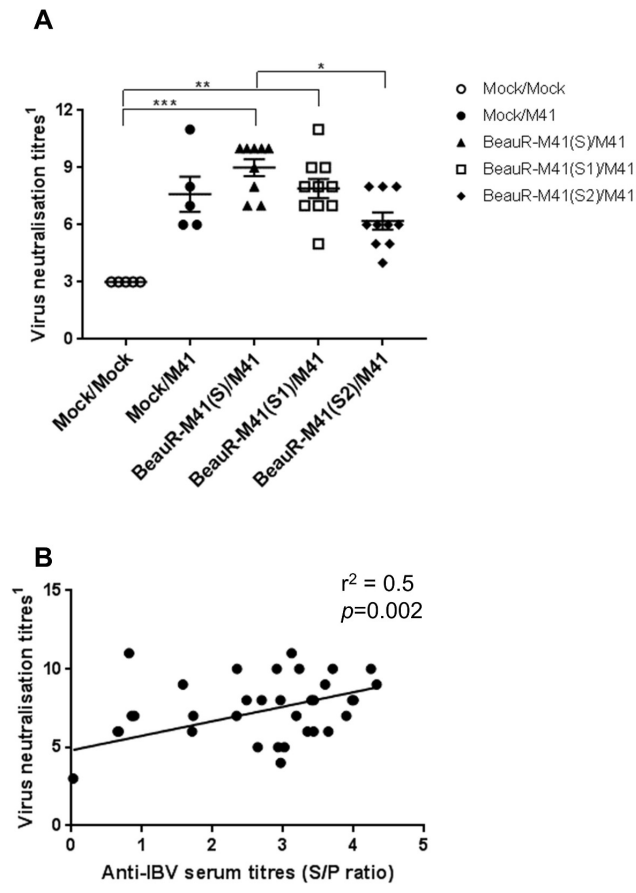 A
*
**
***
Virus neutralisation titres¹
12
9
6
3
0
Mock/Mock
Mock/M41
BeauR-M41(S)/M41
BeauR-M41(S1)/M41
BeauR-M41(S2)/M41
Mock/Mock
Mock/M41
BeauR-M41(S)/M41
BeauR-M41(S1)/M41
BeauR-M41(S2)/M41
B
r² = 0.5
p=0.002
Virus neutralisation titres¹
15
10
5
0
0 1 2 3 4 5
Anti-IBV serum titres (S/P ratio)